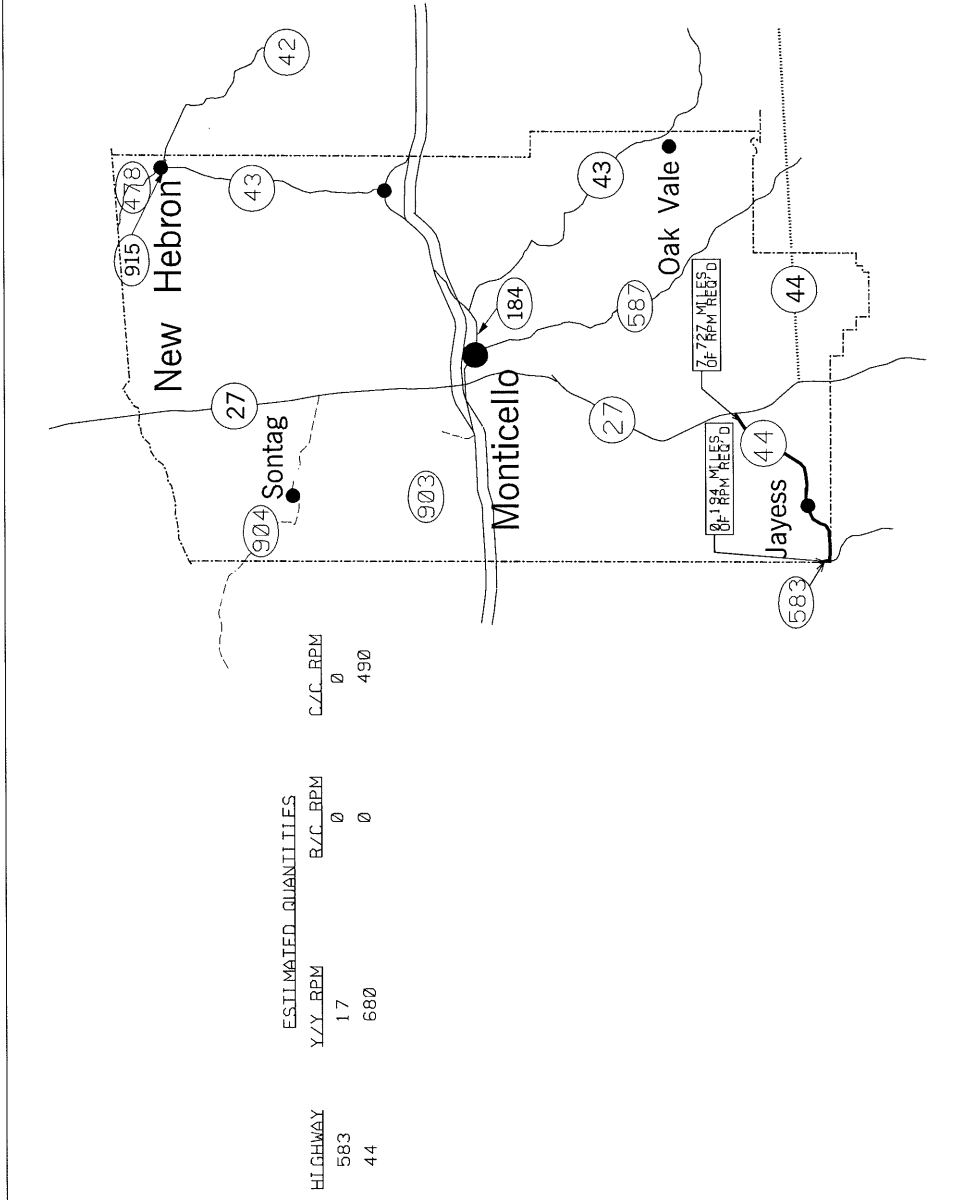 ESTIMATED QUANTITIES
HIGHWAY Y/Y RPM R/C RPM C/C RPM
583 17 0 0
44 680 0 490
904
Sontag
27
903
Monticello
915
478
New Hebron
43
42
184
587
27
43
Oak Vale
583
0.194 MILES
OF RPM REQ'D
Jayess
44
7.727 MILES
OF RPM REQ'D
44